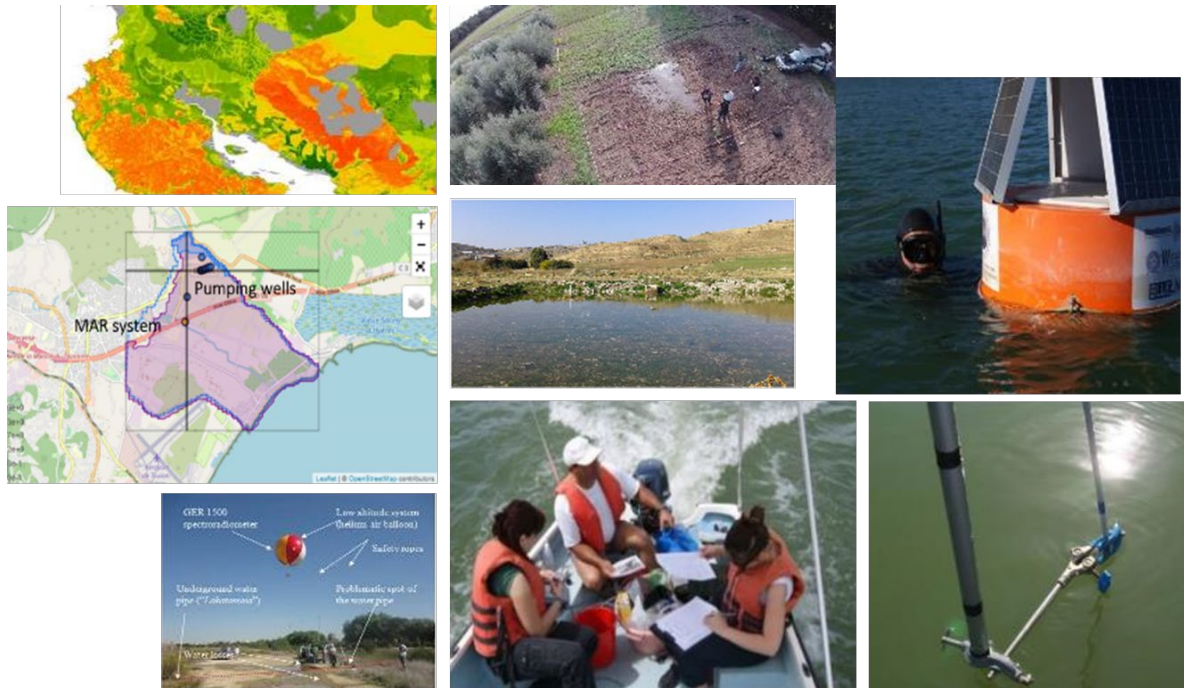 +
−
Pumping wells
MAR system
Leaflet | © OpenStreetMap contributors
GER 1500
spectroradiometer
Low altitude system
(helium air balloon)
Safety ropes
Underground water
pipe ("Lakatamia")
Problematic spot of
the water pipe
Water losses